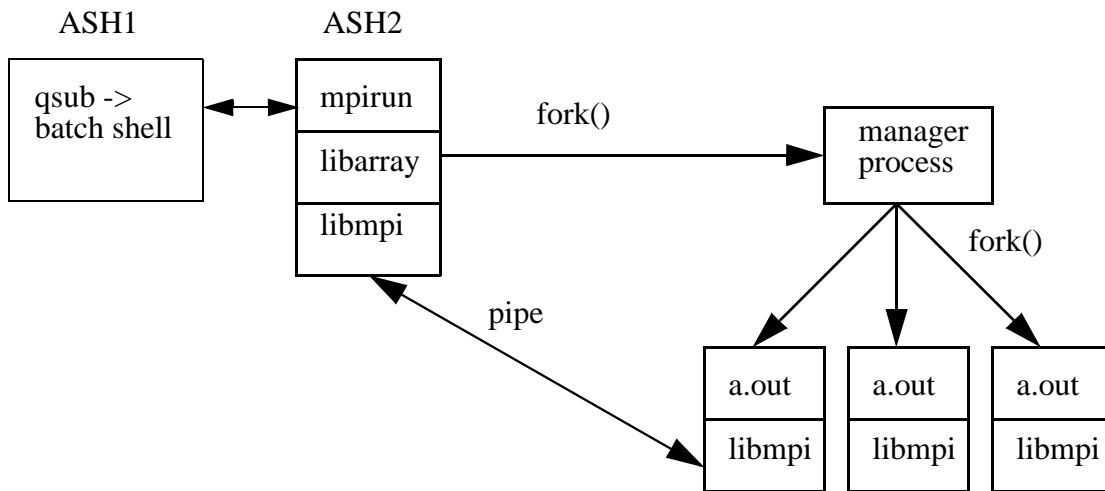 ASH1
ASH2
qsub ->
batch shell
mpirun
libarray
libmpi
fork()
manager
process
fork()
pipe
a.out
libmpi
a.out
libmpi
a.out
libmpi